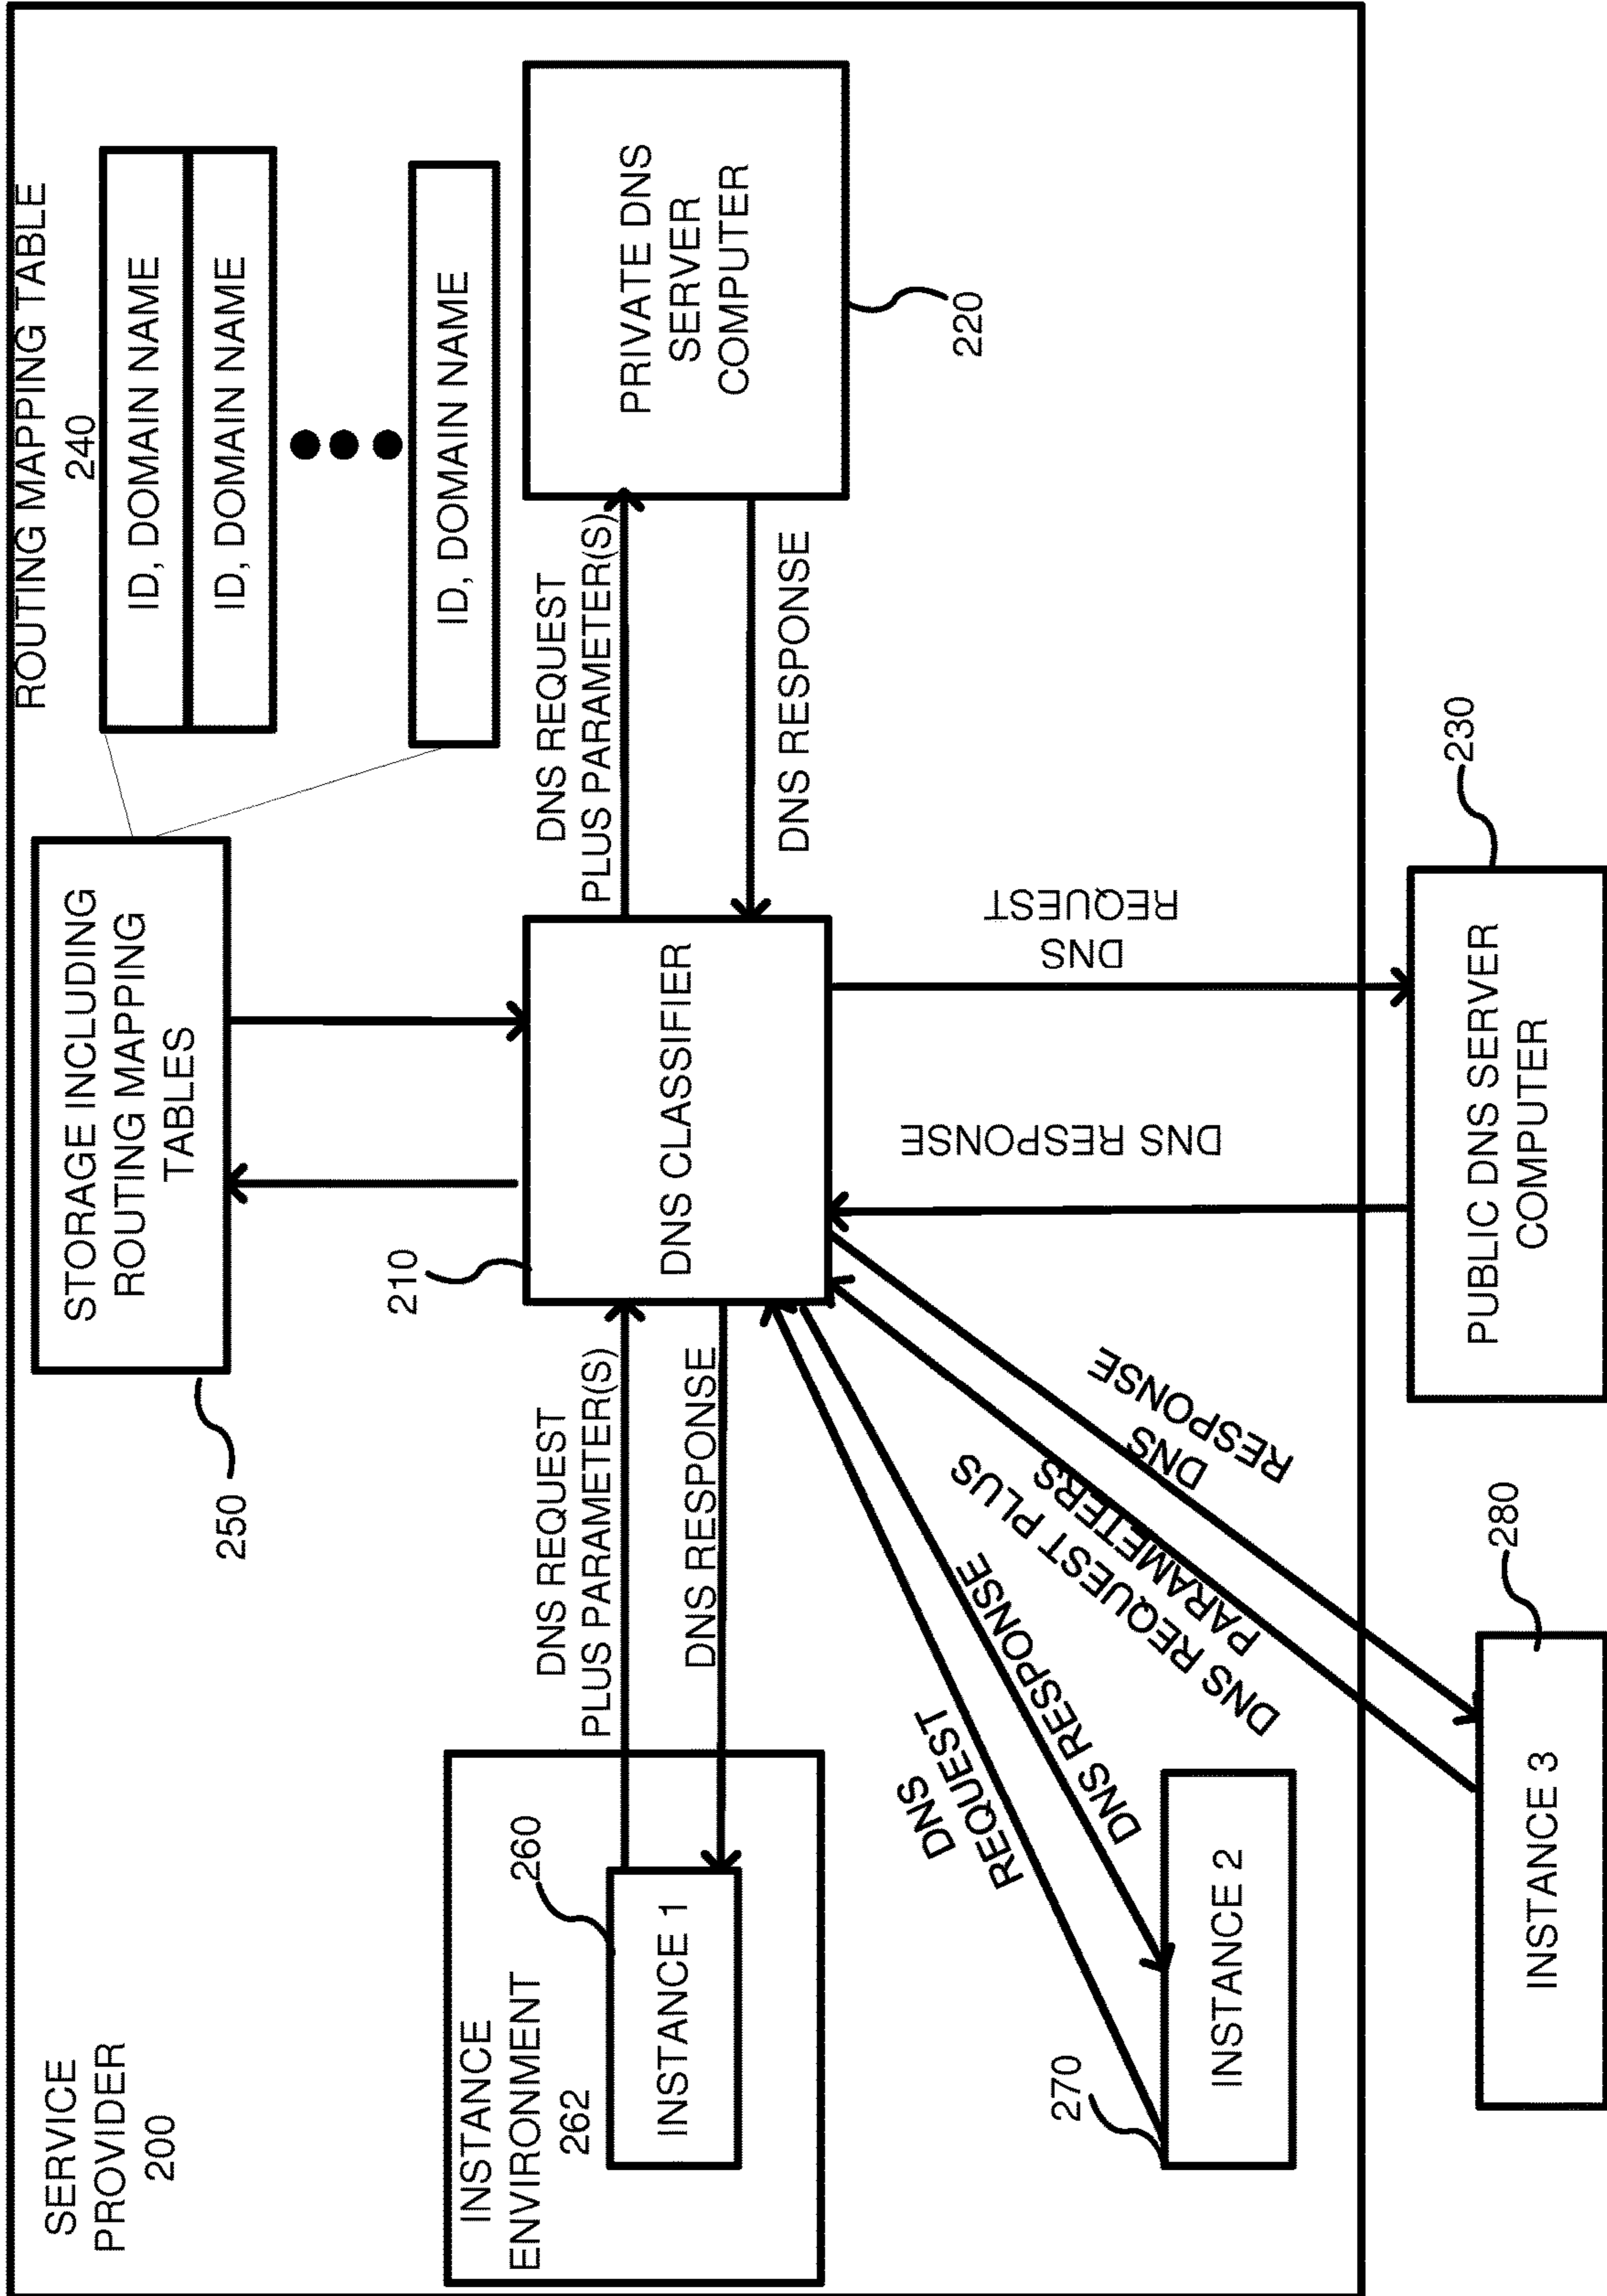 SERVICE
PROVIDER
200
STORAGE INCLUDING
ROUTING MAPPING
TABLES
250
ROUTING MAPPING TABLE
240
ID, DOMAIN NAME
ID, DOMAIN NAME
ID, DOMAIN NAME
INSTANCE
ENVIRONMENT
262
260
INSTANCE 1
DNS REQUEST
PLUS PARAMETER(S)
DNS RESPONSE
210
DNS CLASSIFIER
DNS REQUEST
PLUS PARAMETER(S)
DNS RESPONSE
PRIVATE DNS
SERVER
COMPUTER
220
DNS
REQUEST
DNS RESPONSE
270
INSTANCE 2
DNS REQUEST PLUS
PARAMETERS
DNS
RESPONSE
DNS RESPONSE
DNS
REQUEST
280
INSTANCE 3
230
PUBLIC DNS SERVER
COMPUTER